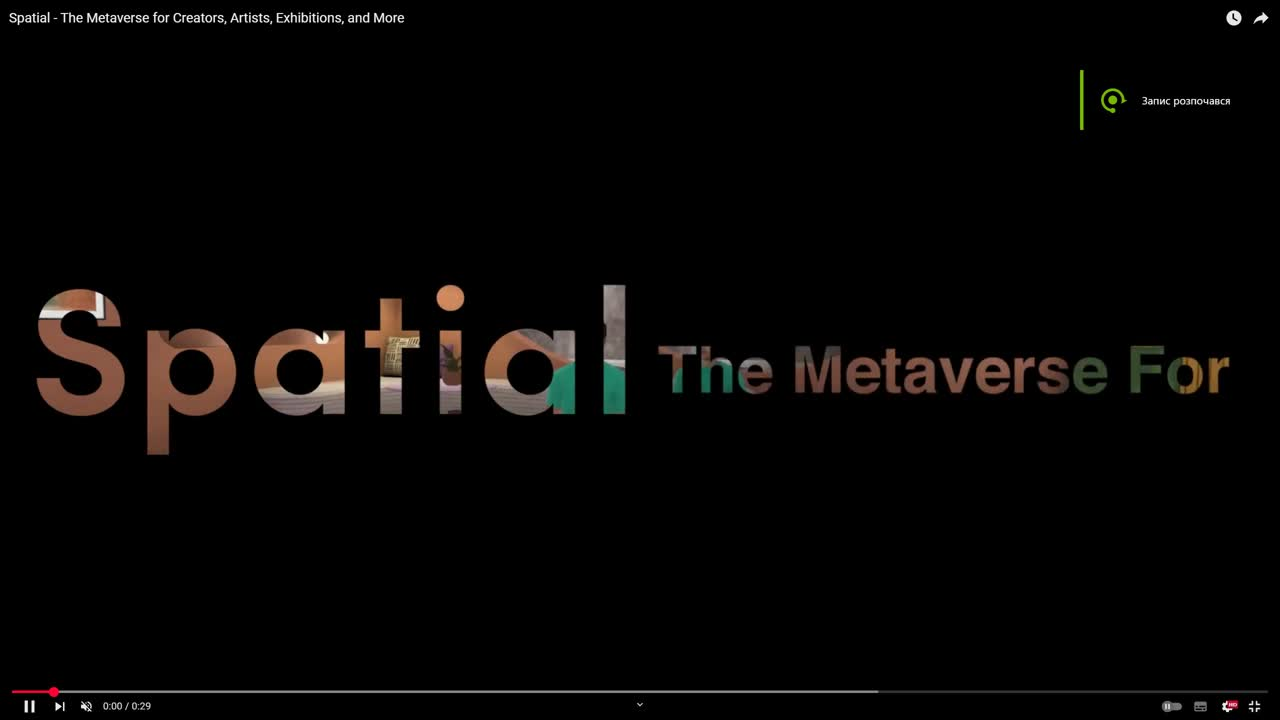 Spatial - The Metaverse for Creators, Artists, Exhibitions, and More
Запис розпочався
Spatial The Metaverse For
0:00 / 0:29
HD